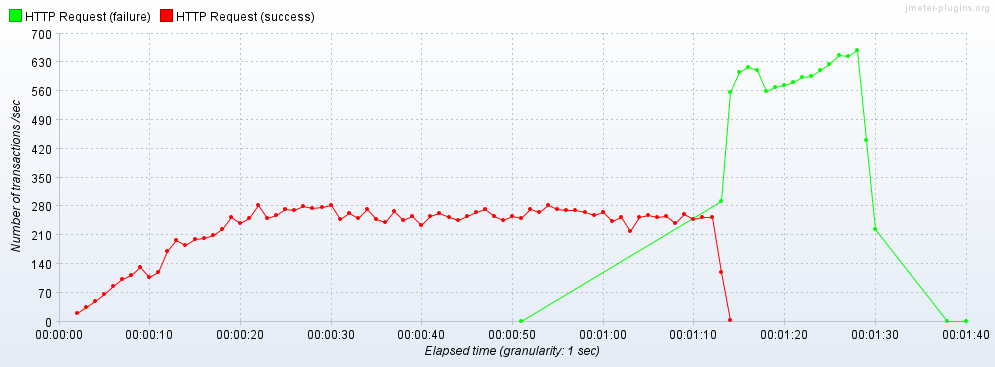 HTTP Request (failure) HTTP Request (success)
jmeter-plugins.org
700
630
560
490
420
350
280
210
140
70
0
Number of transactions /sec
00:00:00 00:00:10 00:00:20 00:00:30 00:00:40 00:00:50 00:01:00 00:01:10 00:01:20 00:01:30 00:01:40
Elapsed time (granularity: 1 sec)